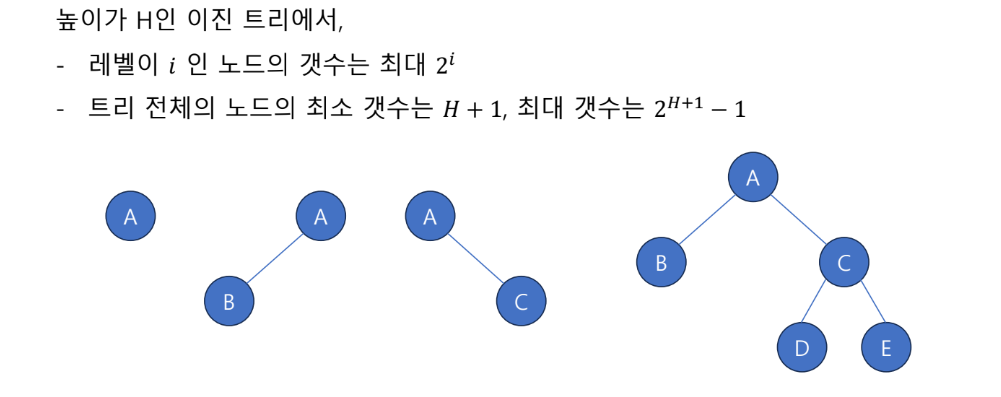 높이가 H인 이진 트리에서,
- 레벨이 𝑖 인 노드의 갯수는 최대 2^𝑖
- 트리 전체의 노드의 최소 갯수는 𝐻 + 1, 최대 갯수는 2^{𝐻+1} − 1
A
A
B
A
C
A
B
C
D
E